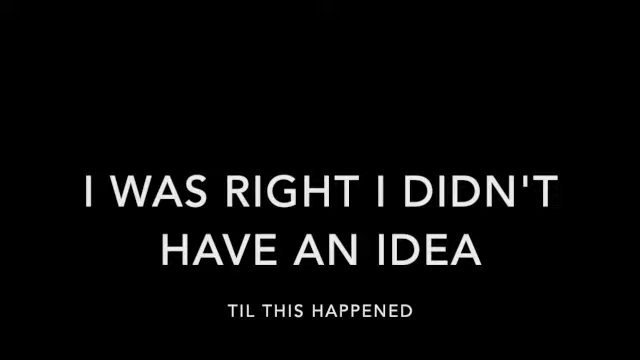 I WAS RIGHT I DIDN'T
HAVE AN IDEA
TIL THIS HAPPENED